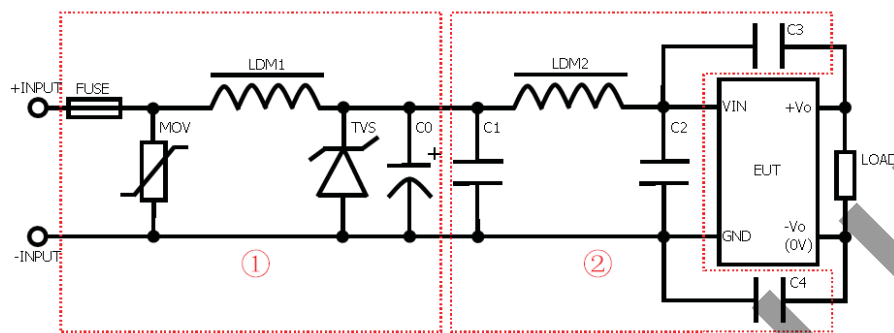 C3
LDM1
LDM2
+INPUT
FUSE
MOV
TVS
C0
+
C1
C2
VIN
+Vo
LOAD
EUT
GND
-Vo
(0V)
-INPUT
①
②
C4